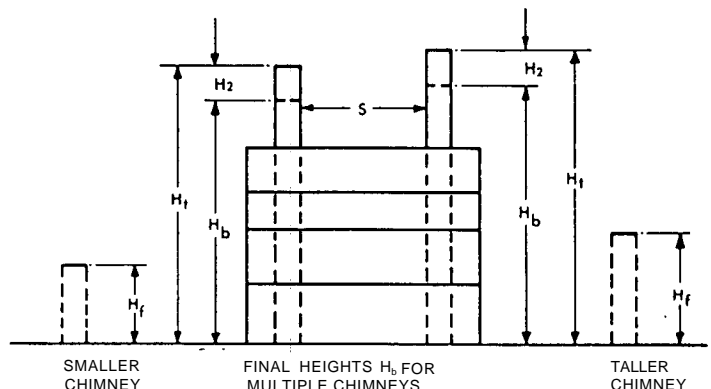 H2
H2
S
Ht
Hb
Hb
Ht
Hf
Hf
SMALLER
CHIMNEY
FINAL HEIGHTS Hb FOR
MULTIPLE CHIMNEYS
TALLER
CHIMNEY